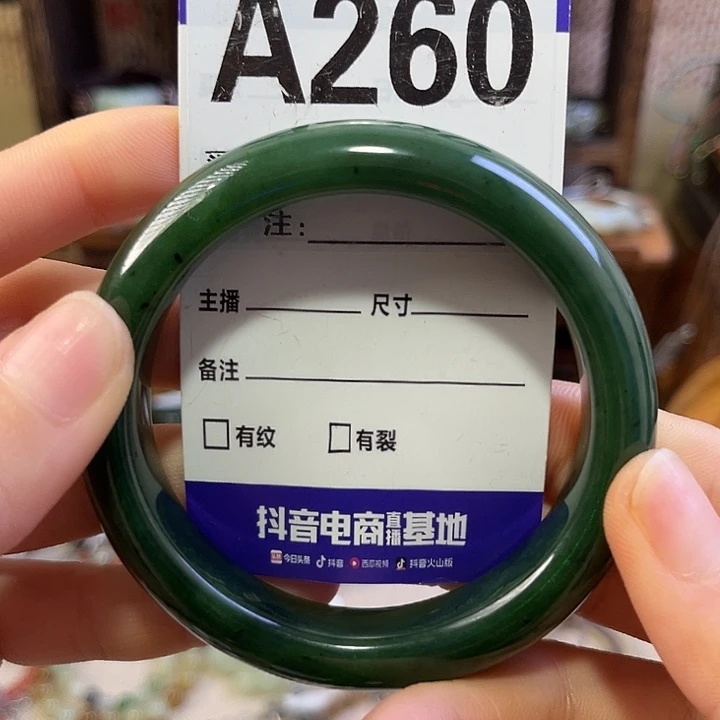 A260
注:
主播 尺寸
备注
有纹 有裂
抖音电商直播基地
今日头条 抖音 西瓜视频 抖音火山版